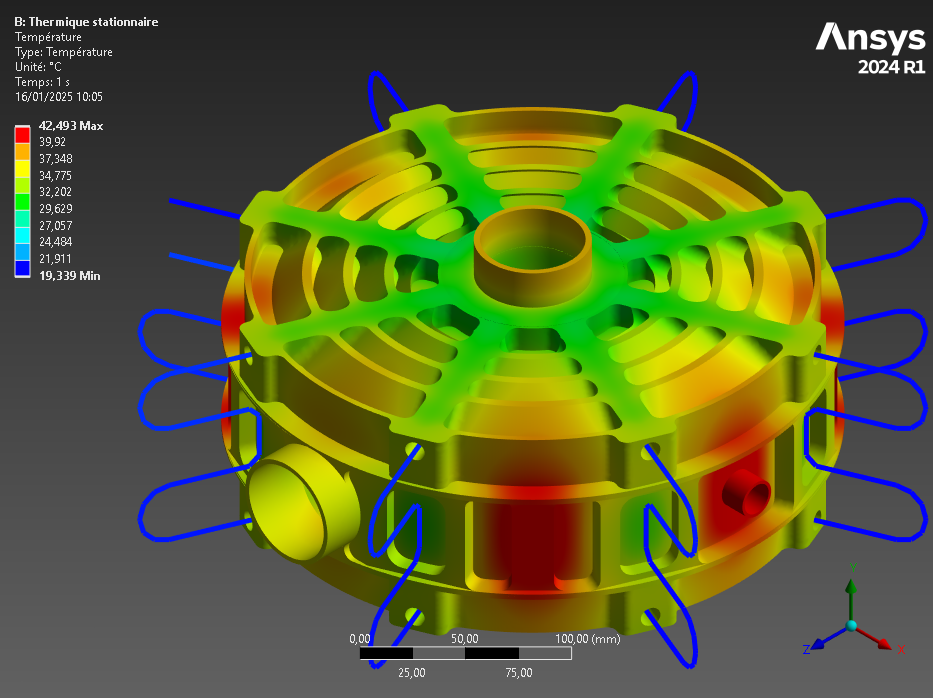 B: Thermique stationnaire
Température
Type: Température
Unité: °C
Temps: 1 s
16/01/2025 10:05
Ansys
2024 R1
42,493 Max
39,92
37,348
34,775
32,202
29,629
27,057
24,484
21,911
19,339 Min
0,00 50,00 100,00 (mm)
25,00 75,00
Y
Z X